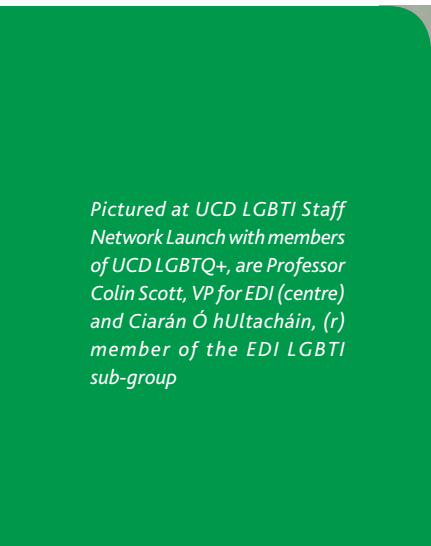 Pictured at UCD LGBTI Staff
Network Launch with members
of UCD LGBTQ+, are Professor
Colin Scott, VP for EDI (centre)
and Ciarán Ó hUltacháin, (r)
member of the EDI LGBTI
sub-group